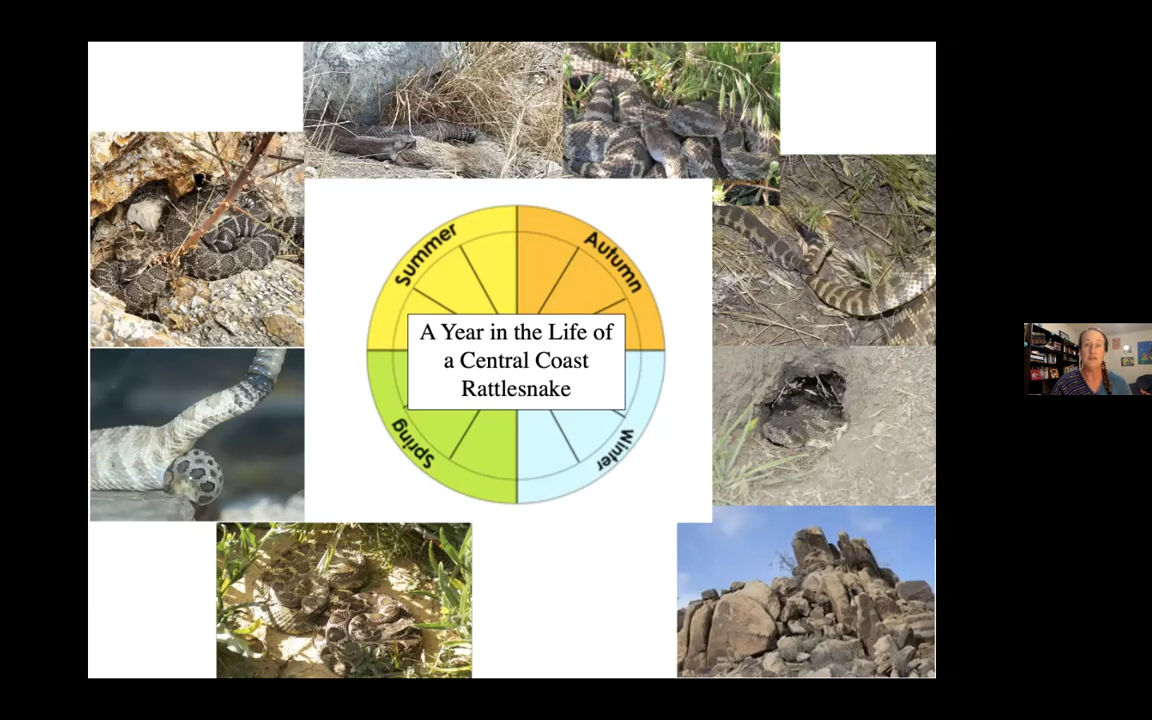 Summer
Autumn
A Year in the Life of
a Central Coast
Rattlesnake
Spring
Winter